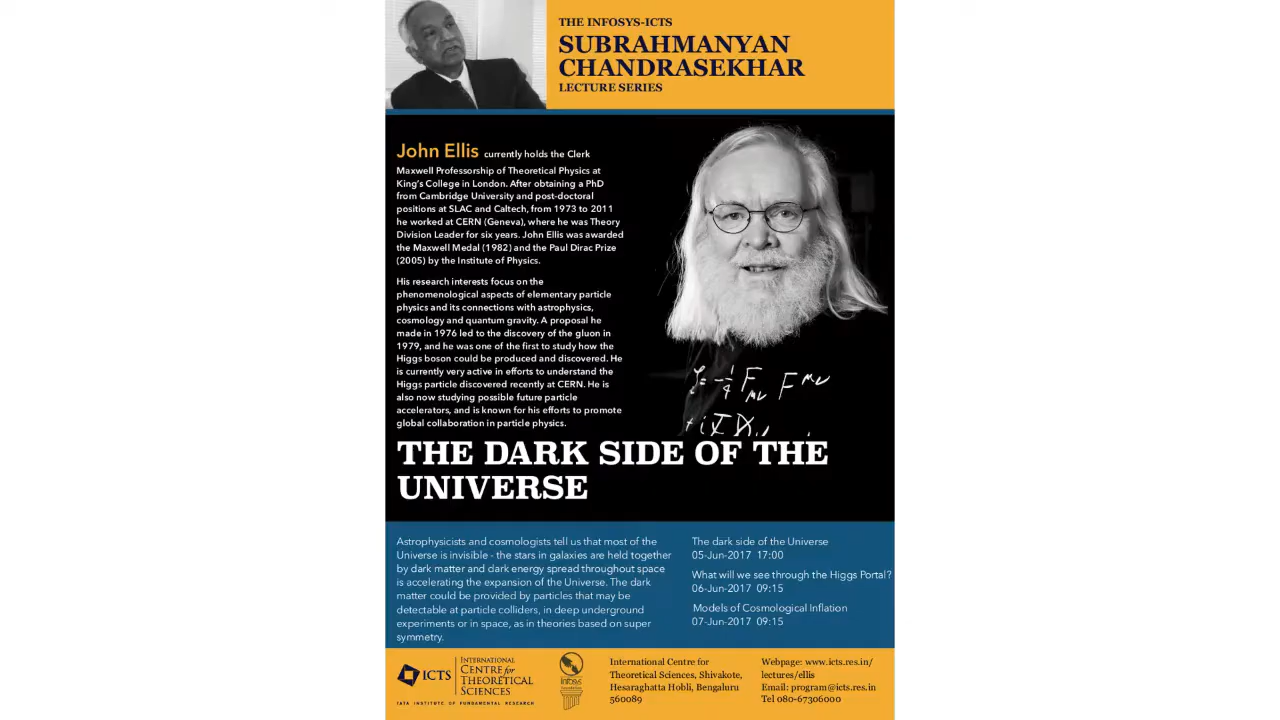 THE INFOSYS-ICTS
SUBRAHMANYAN
CHANDRASEKHAR
LECTURE SERIES
John Ellis currently holds the Clerk
Maxwell Professorship of Theoretical Physics at
King's College in London. After obtaining a PhD
from Cambridge University and post-doctoral
positions at SLAC and Caltech, from 1973 to 2011
he worked at CERN (Geneva), where he was Theory
Division Leader for six years. John Ellis was awarded
the Maxwell Medal (1982) and the Paul Dirac Prize
(2005) by the Institute of Physics.
His research interests focus on the
phenomenological aspects of elementary particle
physics and its connections with astrophysics,
cosmology and quantum gravity. A proposal he
made in 1976 led to the discovery of the gluon in
1979, and he was one of the first to study how the
Higgs boson could be produced and discovered. He
is currently very active in efforts to understand the
Higgs particle discovered recently at CERN. He is
also now studying possible future particle
accelerators, and is known for his efforts to promote
global collaboration in particle physics.
THE DARK SIDE OF THE
UNIVERSE
Astrophysicists and cosmologists tell us that most of the
Universe is invisible - the stars in galaxies are held together
by dark matter and dark energy spread throughout space
is accelerating the expansion of the Universe. The dark
matter could be provided by particles that may be
detectable at particle colliders, in deep underground
experiments or in space, as in theories based on super
symmetry.
The dark side of the Universe
05-Jun-2017 17:00
What will we see through the Higgs Portal?
06-Jun-2017 09:15
Models of Cosmological Inflation
07-Jun-2017 09:15
ICTS
INTERNATIONAL
CENTRE for
THEORETICAL
SCIENCES
TATA INSTITUTE OF FUNDAMENTAL RESEARCH
Infosys
Foundation
International Centre for
Theoretical Sciences, Shivakote,
Hesaraghatta Hobli, Bengaluru
560089
Webpage: www.icts.res.in/
lectures/ellis
Email: program@icts.res.in
Tel 080-67306000